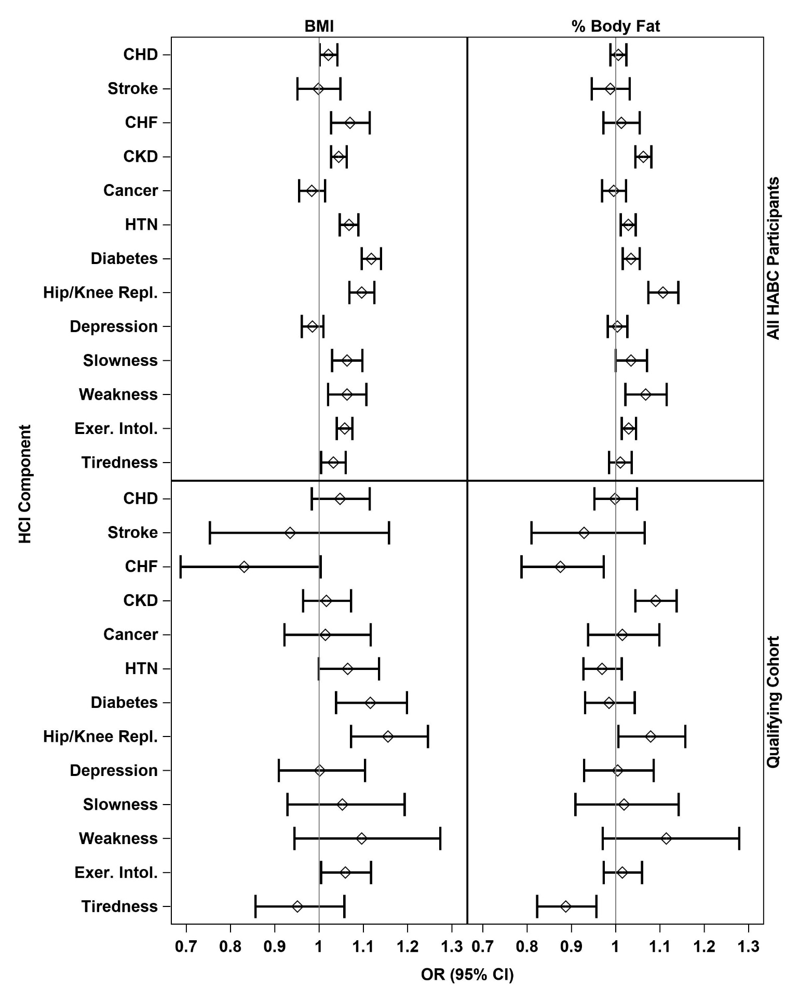 BMI
% Body Fat
CHD
Stroke
CHF
CKD
Cancer
HTN
Diabetes
Hip/Knee Repl.
Depression
Slowness
Weakness
Exer. Intol.
Tiredness
All HABC Participants
HCI Component
CHD
Stroke
CHF
CKD
Cancer
HTN
Diabetes
Hip/Knee Repl.
Depression
Slowness
Weakness
Exer. Intol.
Tiredness
Qualifying Cohort
0.7 0.8 0.9 1 1.1 1.2 1.3 0.7 0.8 0.9 1 1.1 1.2 1.3
OR (95% CI)